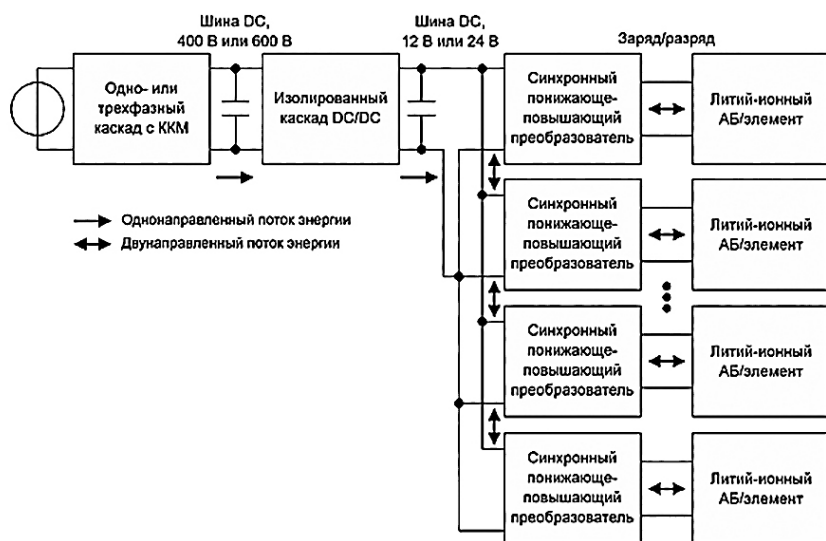 Шина DC,
400 В или 600 В
Шина DC,
12 В или 24 В
Заряд/разряд
Одно- или
трехфазный
каскад с ККМ
Изолированный
каскад DC/DC
Синхронный
понижающе-
повышающий
преобразователь
Литий-ионный
АБ/элемент
Однонаправленный поток энергии
Двунаправленный поток энергии
Синхронный
понижающе-
повышающий
преобразователь
Литий-ионный
АБ/элемент
Синхронный
понижающе-
повышающий
преобразователь
Литий-ионный
АБ/элемент
Синхронный
понижающе-
повышающий
преобразователь
Литий-ионный
АБ/элемент